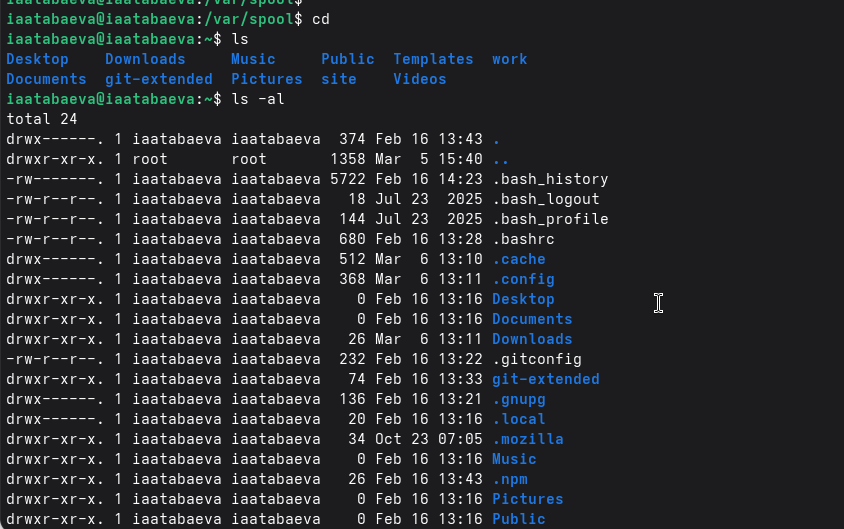 iaatabaeva@iaatabaeva:/var/spool$
iaatabaeva@iaatabaeva:/var/spool$ cd
iaatabaeva@iaatabaeva:~$ ls
Desktop    Downloads     Music     Public  Templates  work
Documents  git-extended  Pictures  site    Videos
iaatabaeva@iaatabaeva:~$ ls -al
total 24
drwx------. 1 iaatabaeva iaatabaeva  374 Feb 16 13:43 .
drwxr-xr-x. 1 root       root       1358 Mar  5 15:40 ..
-rw-------. 1 iaatabaeva iaatabaeva 5722 Feb 16 14:23 .bash_history
-rw-r--r--. 1 iaatabaeva iaatabaeva   18 Jul 23  2025 .bash_logout
-rw-r--r--. 1 iaatabaeva iaatabaeva  144 Jul 23  2025 .bash_profile
-rw-r--r--. 1 iaatabaeva iaatabaeva  680 Feb 16 13:28 .bashrc
drwx------. 1 iaatabaeva iaatabaeva  512 Mar  6 13:10 .cache
drwx------. 1 iaatabaeva iaatabaeva  368 Mar  6 13:11 .config
drwxr-xr-x. 1 iaatabaeva iaatabaeva    0 Feb 16 13:16 Desktop
drwxr-xr-x. 1 iaatabaeva iaatabaeva    0 Feb 16 13:16 Documents
drwxr-xr-x. 1 iaatabaeva iaatabaeva   26 Mar  6 13:11 Downloads
-rw-r--r--. 1 iaatabaeva iaatabaeva  232 Feb 16 13:22 .gitconfig
drwxr-xr-x. 1 iaatabaeva iaatabaeva   74 Feb 16 13:33 git-extended
drwx------. 1 iaatabaeva iaatabaeva  136 Feb 16 13:21 .gnupg
drwx------. 1 iaatabaeva iaatabaeva   20 Feb 16 13:16 .local
drwxr-xr-x. 1 iaatabaeva iaatabaeva   34 Oct 23 07:05 .mozilla
drwxr-xr-x. 1 iaatabaeva iaatabaeva    0 Feb 16 13:16 Music
drwxr-xr-x. 1 iaatabaeva iaatabaeva   26 Feb 16 13:43 .npm
drwxr-xr-x. 1 iaatabaeva iaatabaeva    0 Feb 16 13:16 Pictures
drwxr-xr-x. 1 iaatabaeva iaatabaeva    0 Feb 16 13:16 Public